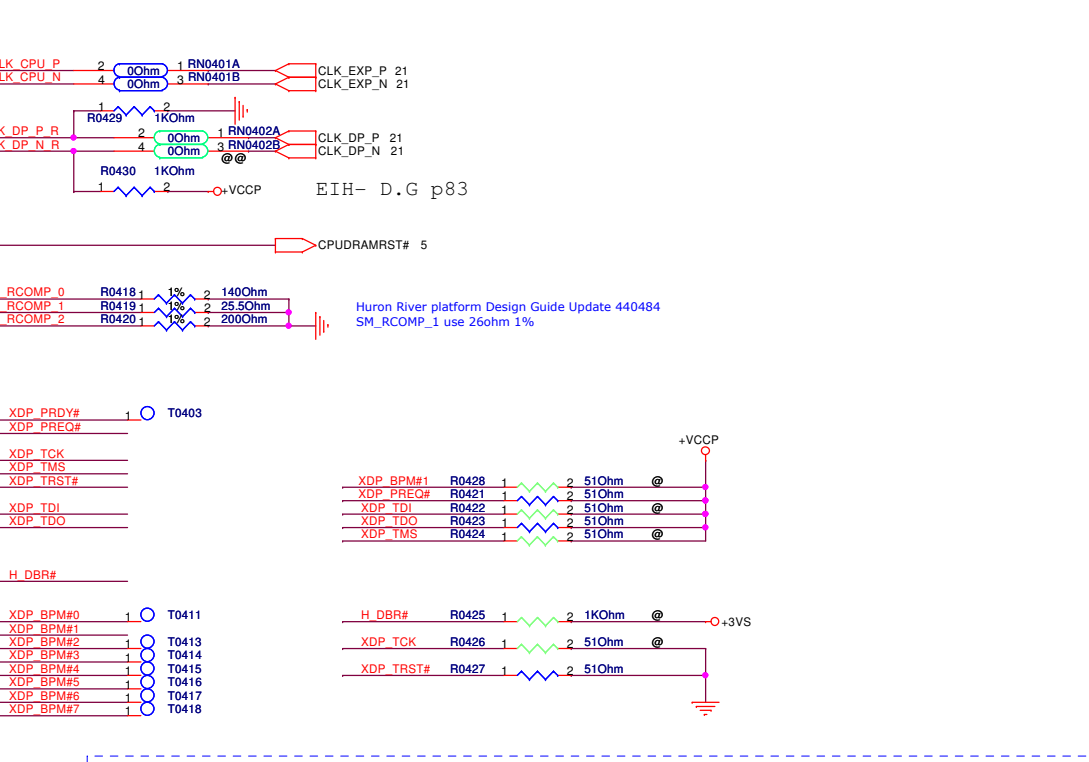 LK_CPU_P 2 0Ohm 1 RN0401A CLK_EXP_P 21
LK_CPU_N 4 0Ohm 3 RN0401B CLK_EXP_N 21
1 2
R0429 1KOhm
K_DP_P_R 2 0Ohm 1 RN0402A CLK_DP_P 21
K_DP_N_R 4 0Ohm 3 RN0402B CLK_DP_N 21
@@
R0430 1KOhm
1 2 +VCCP EIH- D.G p83
CPUDRAMRST# 5
_RCOMP_0 R0418 1 1% 2 140Ohm
_RCOMP_1 R0419 1 1% 2 25.5Ohm
_RCOMP_2 R0420 1 1% 2 200Ohm
Huron River platform Design Guide Update 440484
SM_RCOMP_1 use 26ohm 1%
XDP_PRDY# 1 T0403
XDP_PREQ#
XDP_TCK
XDP_TMS
XDP_TRST#
XDP_TDI
XDP_TDO
+VCCP
XDP_BPM#1 R0428 1 2 51Ohm @
XDP_PREQ# R0421 1 2 51Ohm
XDP_TDI R0422 1 2 51Ohm @
XDP_TDO R0423 1 2 51Ohm
XDP_TMS R0424 1 2 51Ohm @
H_DBR#
XDP_BPM#0 1 T0411
XDP_BPM#1
XDP_BPM#2 1 T0413
XDP_BPM#3 1 T0414
XDP_BPM#4 1 T0415
XDP_BPM#5 1 T0416
XDP_BPM#6 1 T0417
XDP_BPM#7 1 T0418
H_DBR# R0425 1 2 1KOhm @ +3VS
XDP_TCK R0426 1 2 51Ohm @
XDP_TRST# R0427 1 2 51Ohm